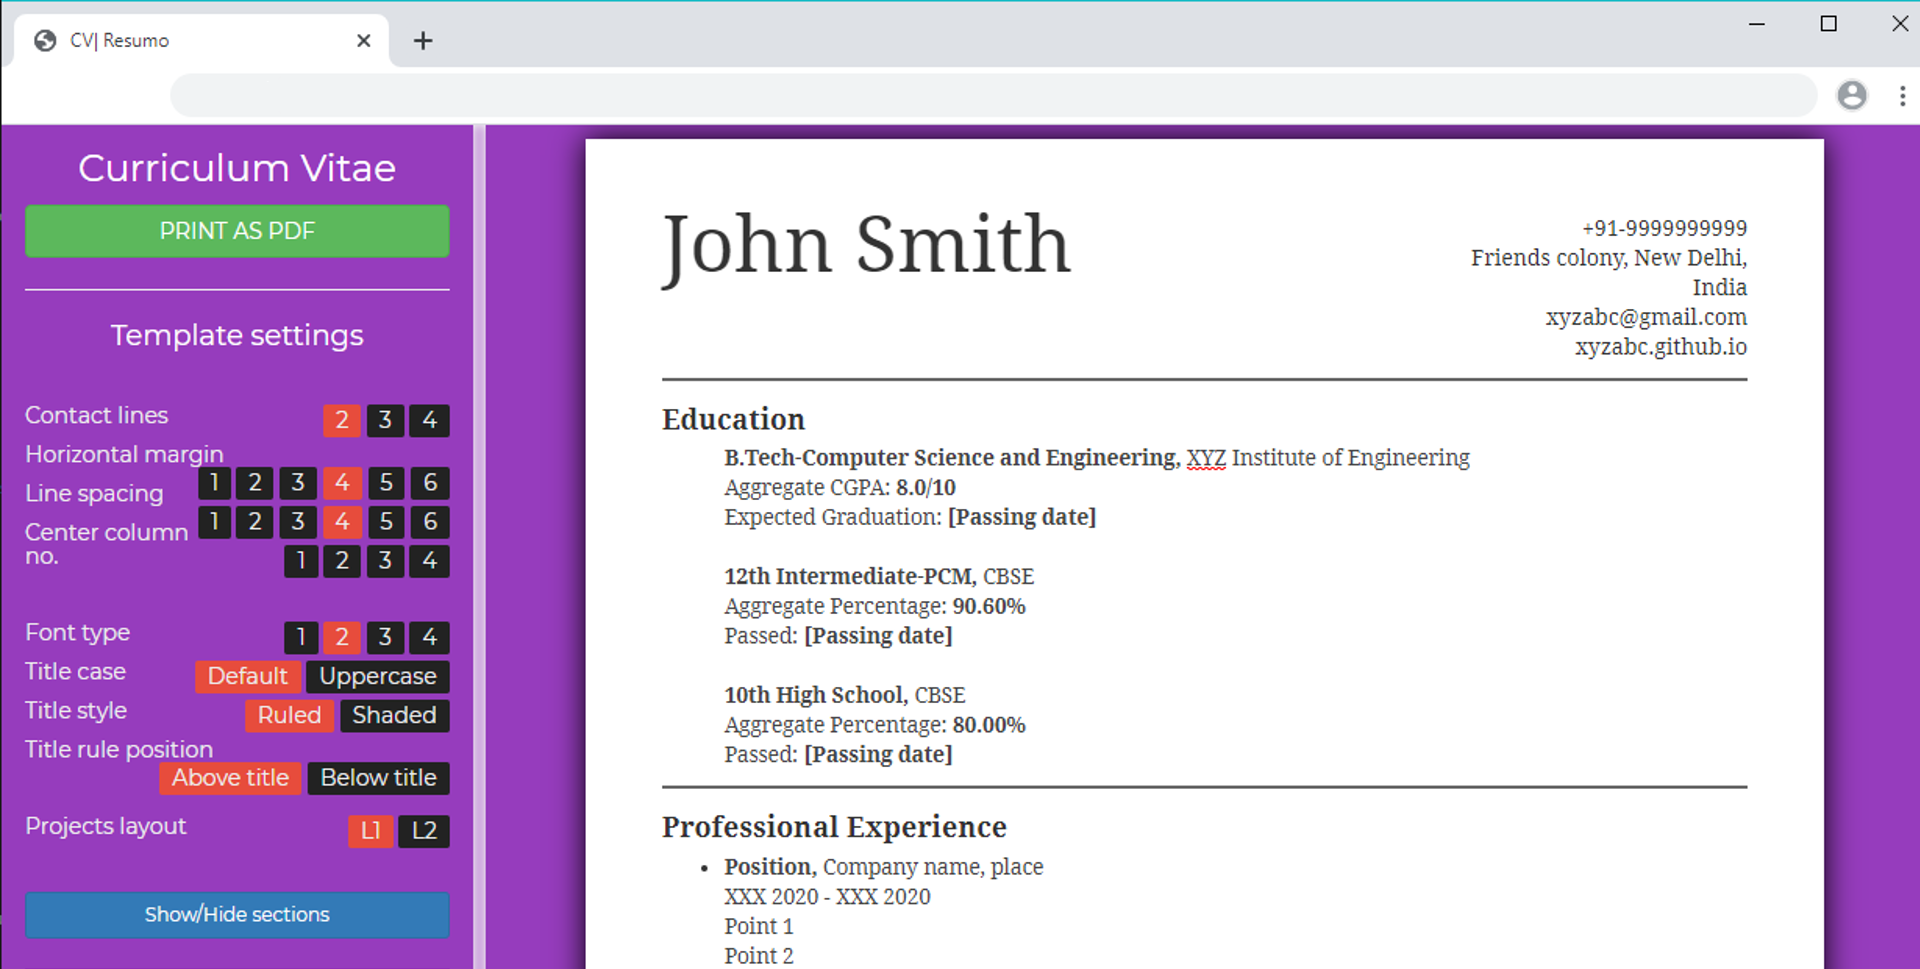 CV| Resumo
Curriculum Vitae
PRINT AS PDF
Template settings
Contact lines
2 3 4
Horizontal margin
1 2 3 4 5 6
Line spacing
1 2 3 4 5 6
Center column
no.
1 2 3 4
Font type
1 2 3 4
Title case
Default Uppercase
Title style
Ruled Shaded
Title rule position
Above title Below title
Projects layout
L1 L2
Show/Hide sections
John Smith
+91-9999999999
Friends colony, New Delhi,
India
xyzabc@gmail.com
xyzabc.github.io
Education
B.Tech-Computer Science and Engineering, XYZ Institute of Engineering
Aggregate CGPA: 8.0/10
Expected Graduation: [Passing date]
12th Intermediate-PCM, CBSE
Aggregate Percentage: 90.60%
Passed: [Passing date]
10th High School, CBSE
Aggregate Percentage: 80.00%
Passed: [Passing date]
Professional Experience
• Position, Company name, place
XXX 2020 - XXX 2020
Point 1
Point 2